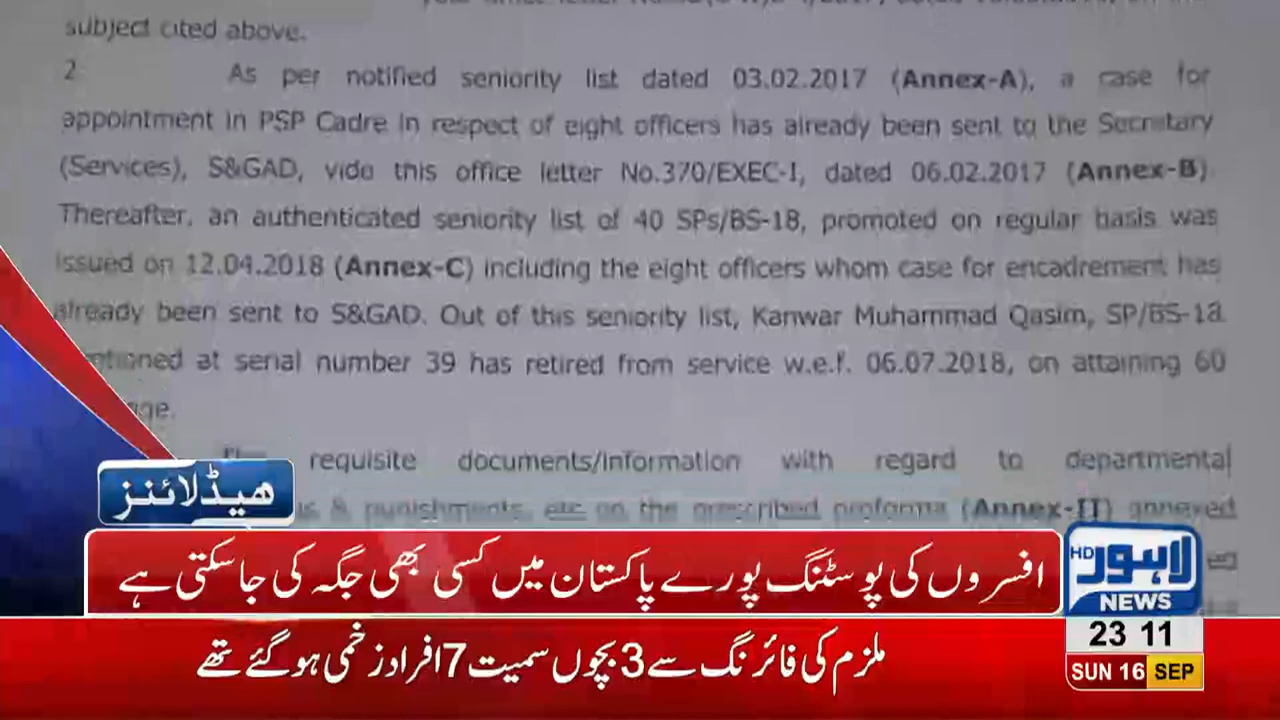 subject cited above.
2 As per notified seniority list dated 03.02.2017 (Annex-A), a case for
appointment in PSP Cadre in respect of eight officers has already been sent to the Secretary
(Services), S&GAD, vide this office letter No.370/EXEC-I, dated 06.02.2017 (Annex-B).
Thereafter, an authenticated seniority list of 40 SPs/BS-18, promoted on regular basis was
issued on 12.04.2018 (Annex-C) including the eight officers whom case for encadrement has
already been sent to S&GAD. Out of this seniority list, Kanwar Muhammad Qasim, SP/BS-18
at serial number 39 has retired from service w.e.f. 06.07.2018, on attaining 60
requisite documents/information with regard to departmental
& punishments, etc on the prescribed proforma (Annex-II) annexed
ہیڈلائنز
افسروں کی پوسٹنگ پورے پاکستان میں کسی بھی جگہ کی جاسکتی ہے
لاہور HD
NEWS
23 11
SUN 16 SEP
ملزم کی فائرنگ سے 3 بچوں سمیت 7 افراد زخمی ہوگئے تھے